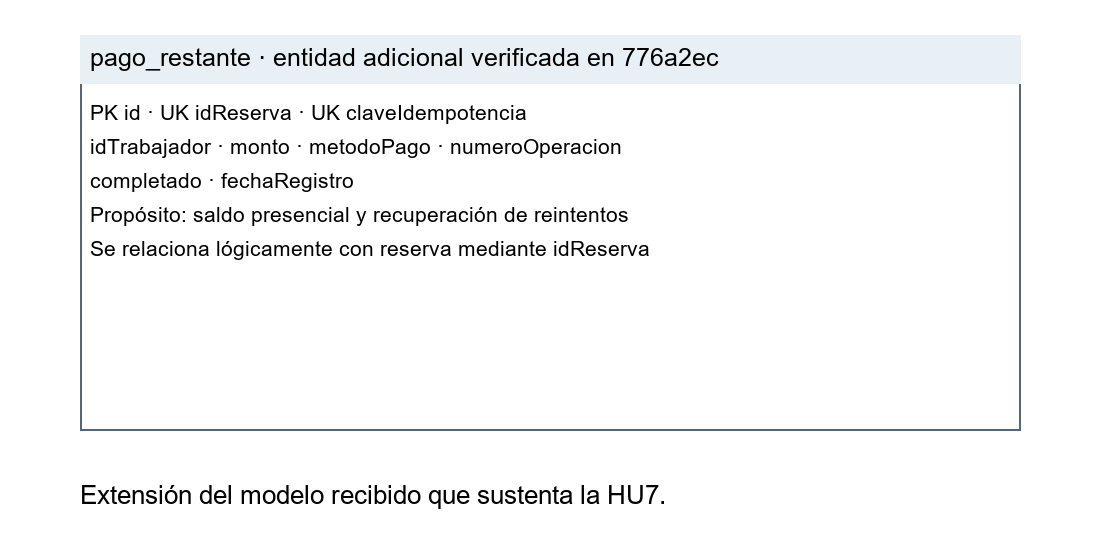 pago_restante · entidad adicional verificada en 776a2ec
PK id · UK idReserva · UK claveIdempotencia
idTrabajador · monto · metodoPago · numeroOperacion
completado · fechaRegistro
Propósito: saldo presencial y recuperación de reintentos
Se relaciona lógicamente con reserva mediante idReserva
Extensión del modelo recibido que sustenta la HU7.